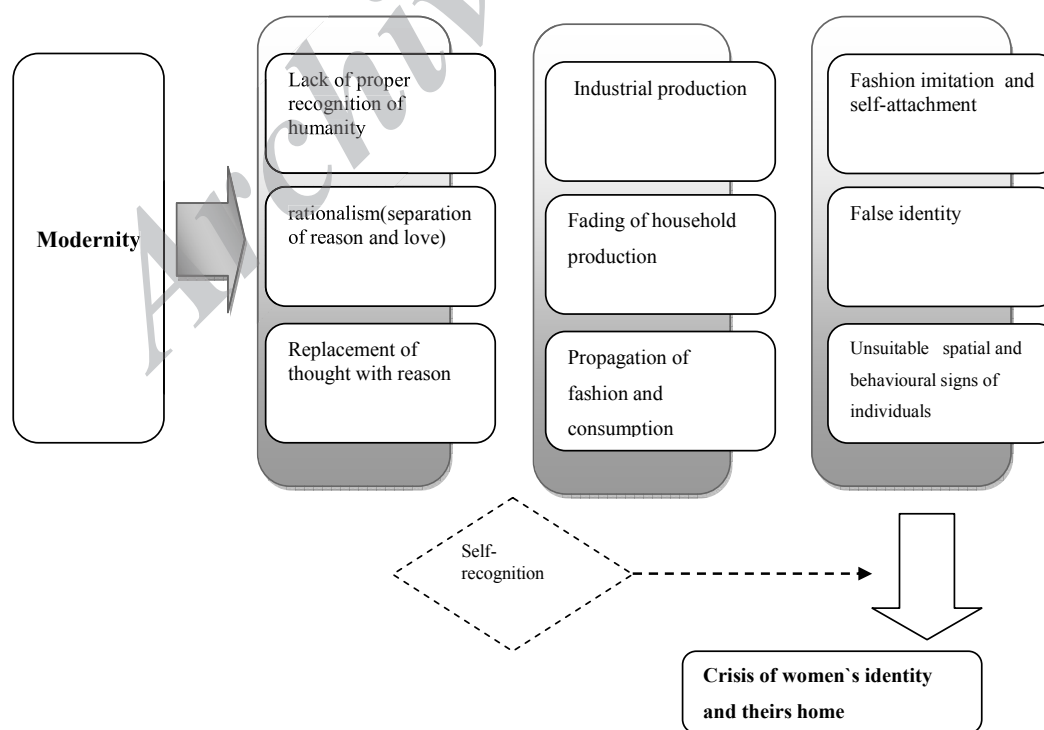 Modernity
Lack of proper
recognition of
humanity
rationalism(separation
of reason and love)
Replacement of
thought with reason
Industrial production
Fading of household
production
Propagation of
fashion and
consumption
Fashion imitation and
self-attachment
False identity
Unsuitable spatial and
behavioural signs of
individuals
Self-
recognition
Crisis of women`s identity
and theirs home
Archiv